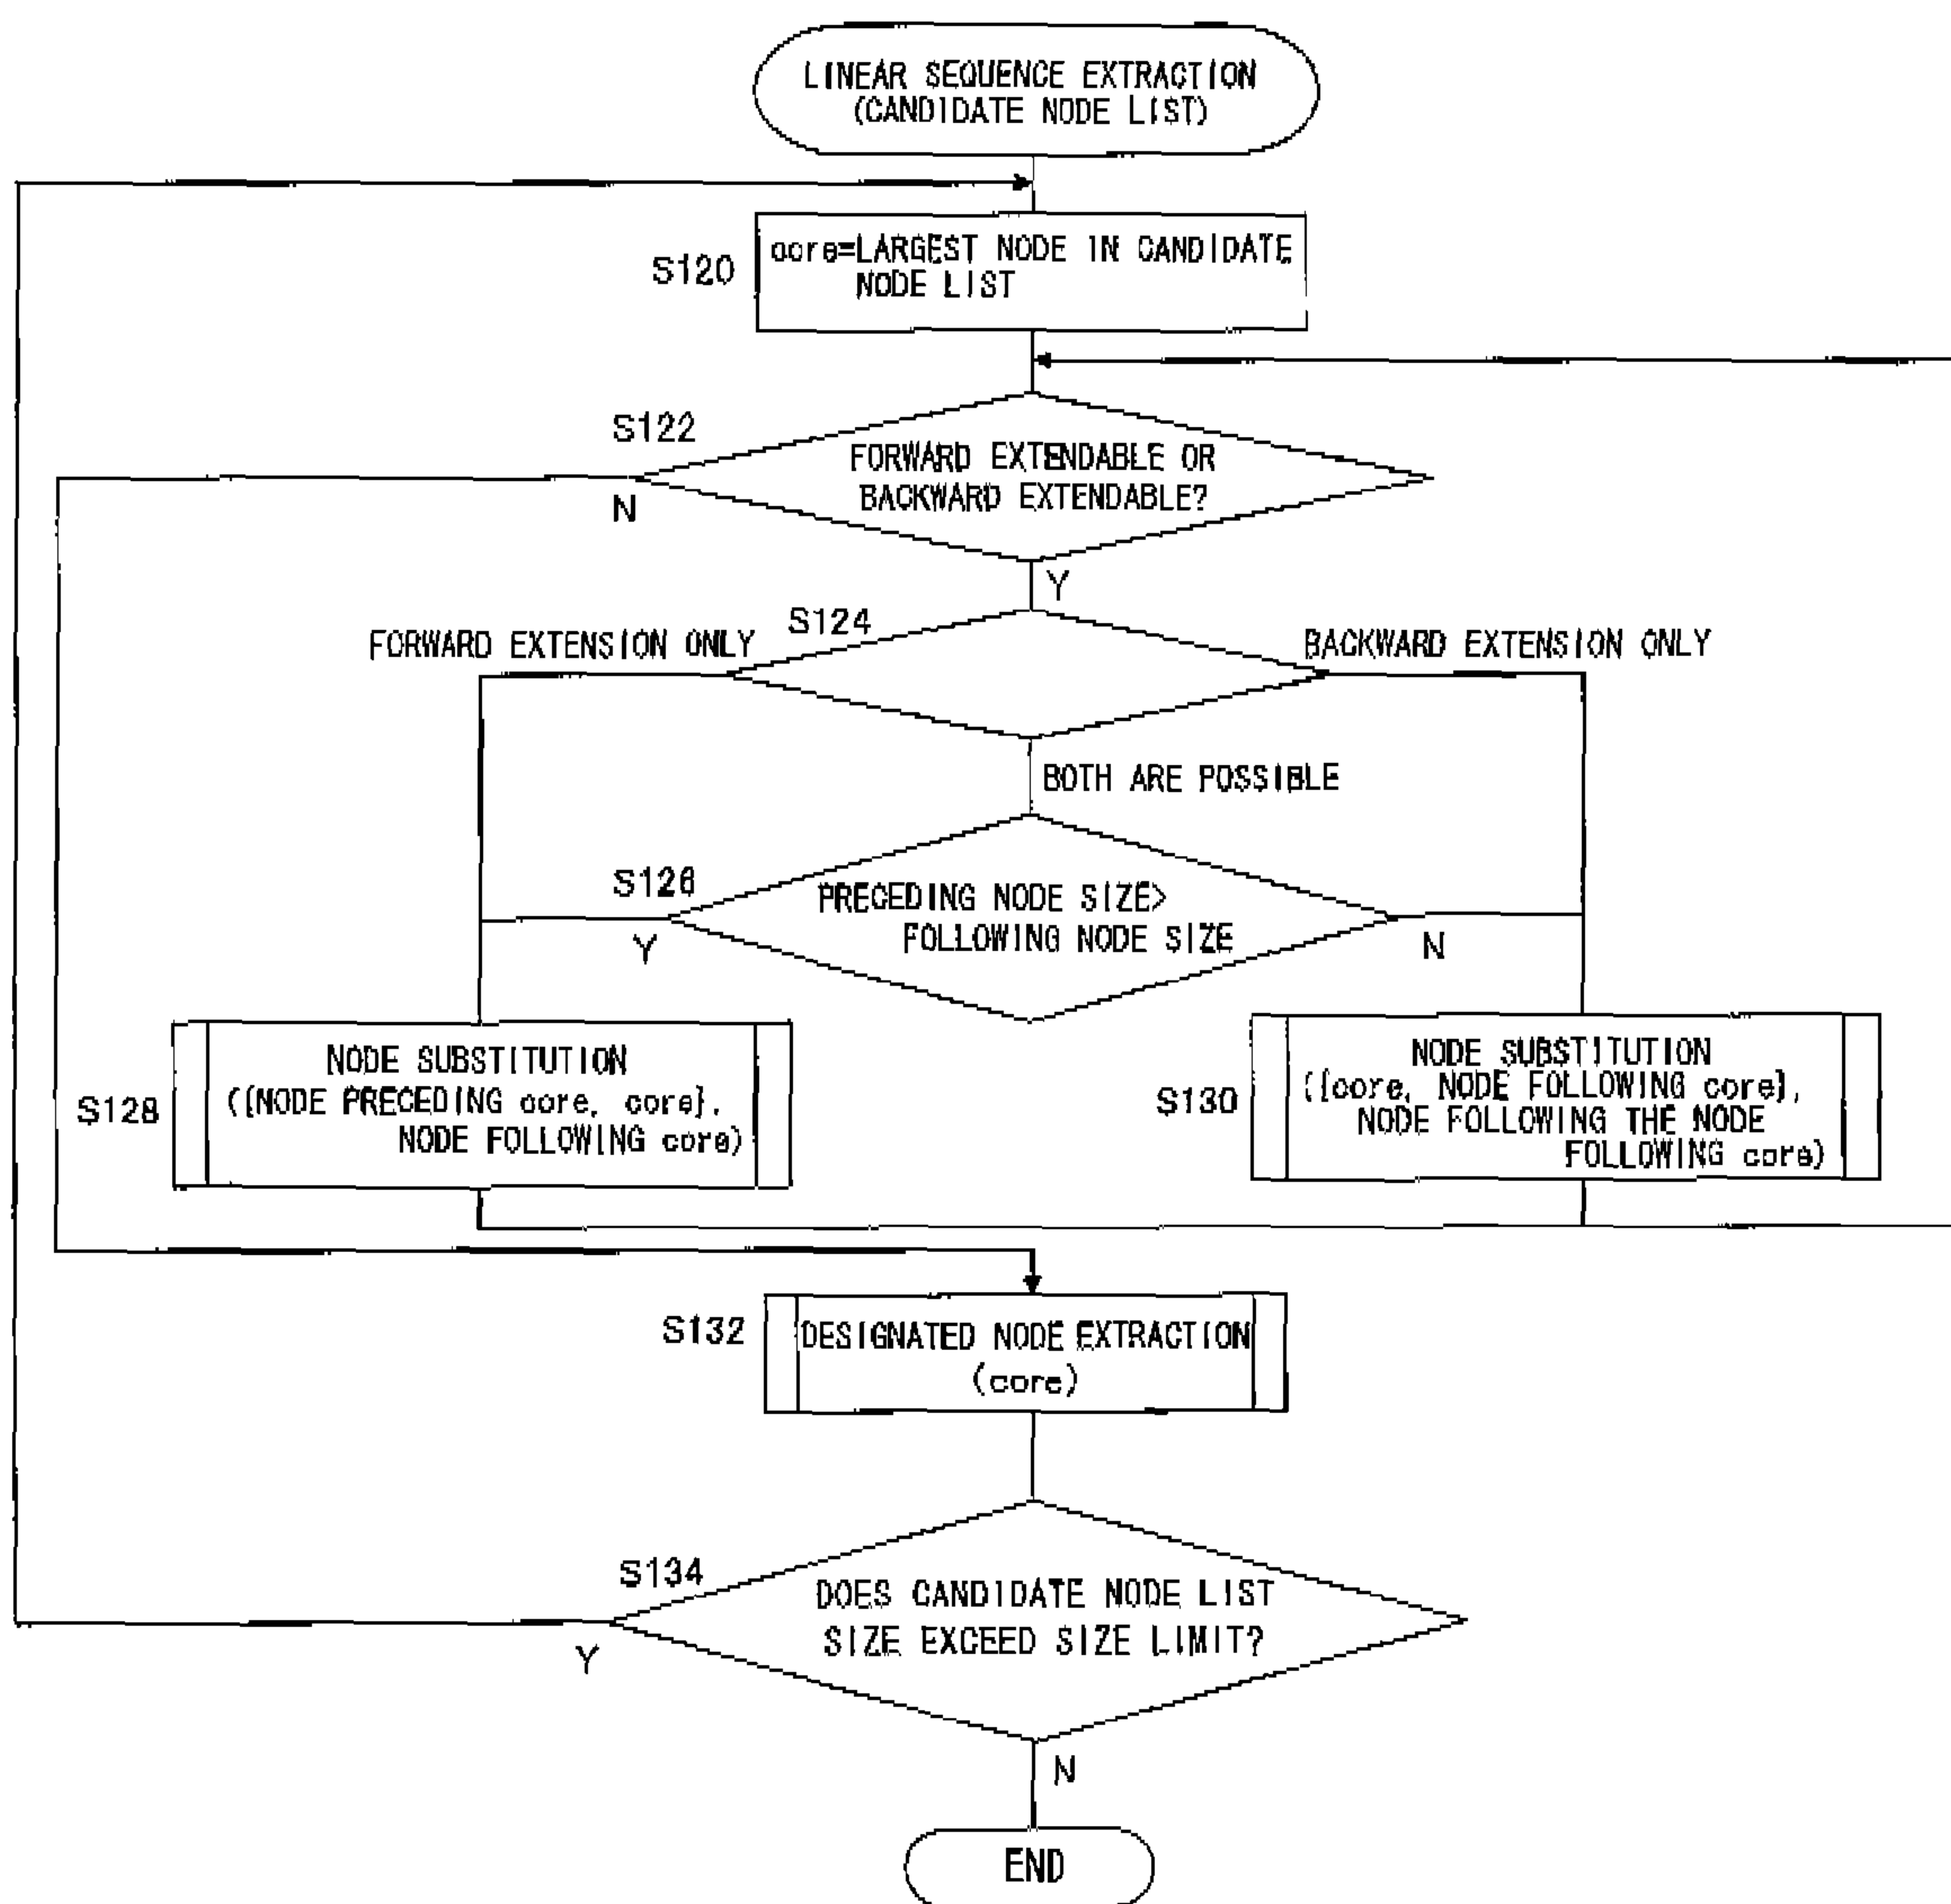 LINEAR SEQUENCE EXTRACTION
(CANDIDATE NODE LIST)
S120
core=LARGEST NODE IN CANDIDATE
NODE LIST
S122
FORWARD EXTENDABLE OR
BACKWARD EXTENDABLE?
N
Y
S124
FORWARD EXTENSION ONLY
BACKWARD EXTENSION ONLY
BOTH ARE POSSIBLE
S126
PRECEDING NODE SIZE>
FOLLOWING NODE SIZE
Y
N
S128
NODE SUBSTITUTION
({NODE PRECEDING core, core},
NODE FOLLOWING core)
S130
NODE SUBSTITUTION
({core, NODE FOLLOWING core},
NODE FOLLOWING THE NODE
FOLLOWING core)
S132
DESIGNATED NODE EXTRACTION
(core)
S134
DOES CANDIDATE NODE LIST
SIZE EXCEED SIZE LIMIT?
Y
N
END